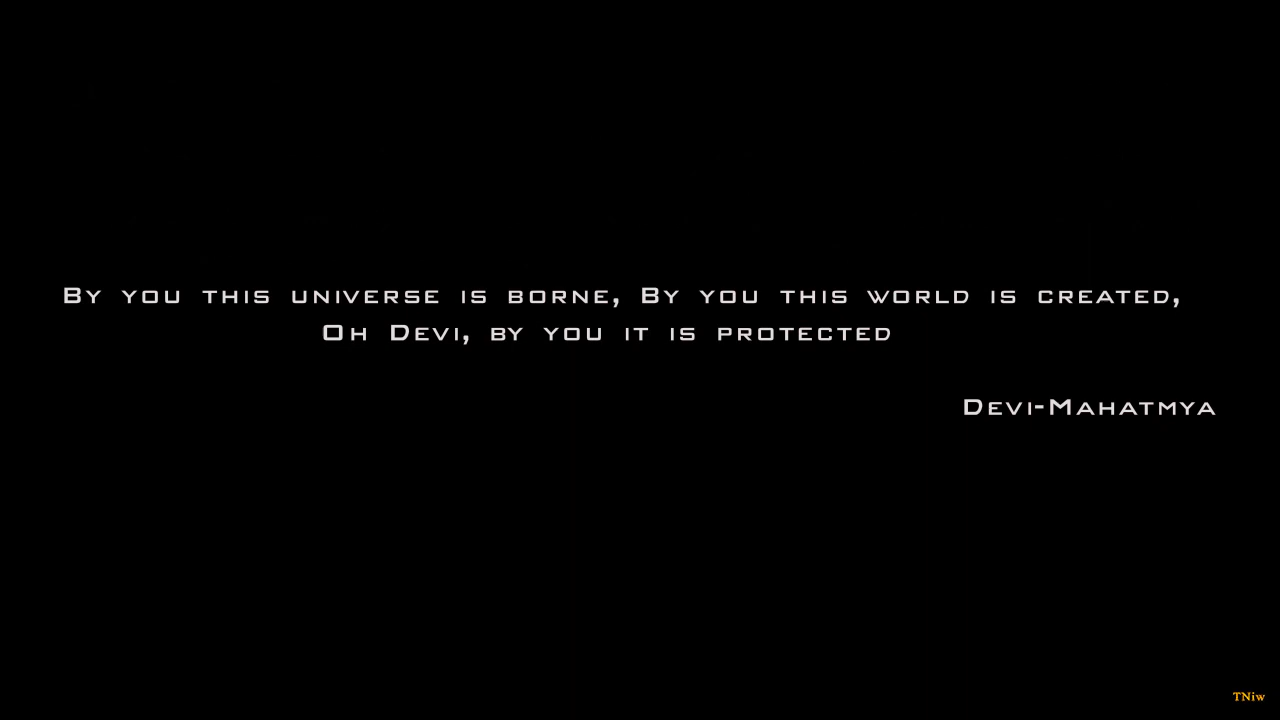 By you this universe is borne, By you this world is created,
Oh Devi, by you it is protected
Devi-Mahatmya
TNiw